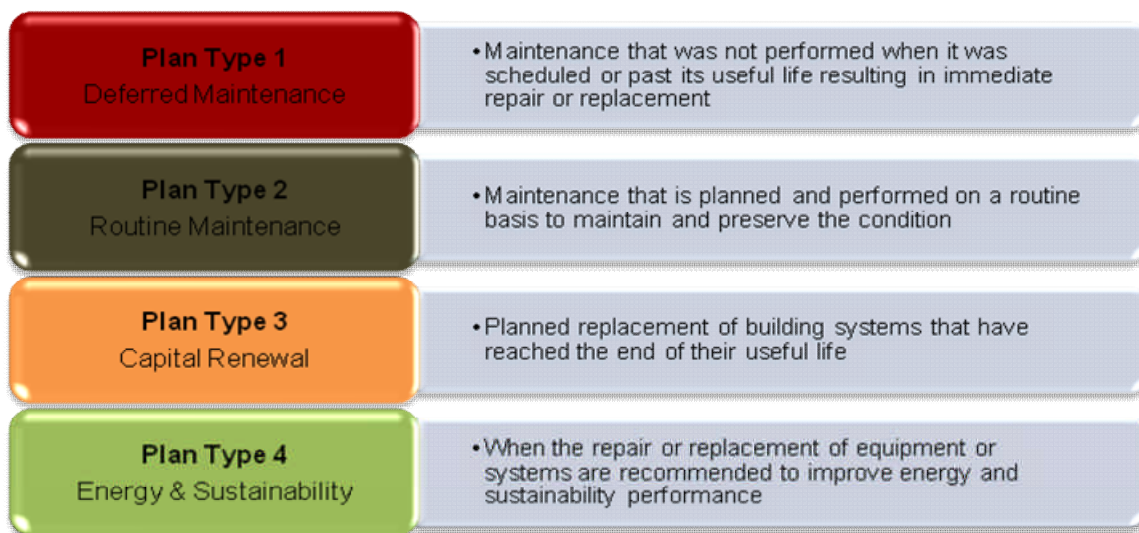 Plan Type 1
Deferred Maintenance
•Maintenance that was not performed when it was
scheduled or past its useful life resulting in immediate
repair or replacement
Plan Type 2
Routine Maintenance
•Maintenance that is planned and performed on a routine
basis to maintain and preserve the condition
Plan Type 3
Capital Renewal
•Planned replacement of building systems that have
reached the end of their useful life
Plan Type 4
Energy & Sustainability
•When the repair or replacement of equipment or
systems are recommended to improve energy and
sustainability performance